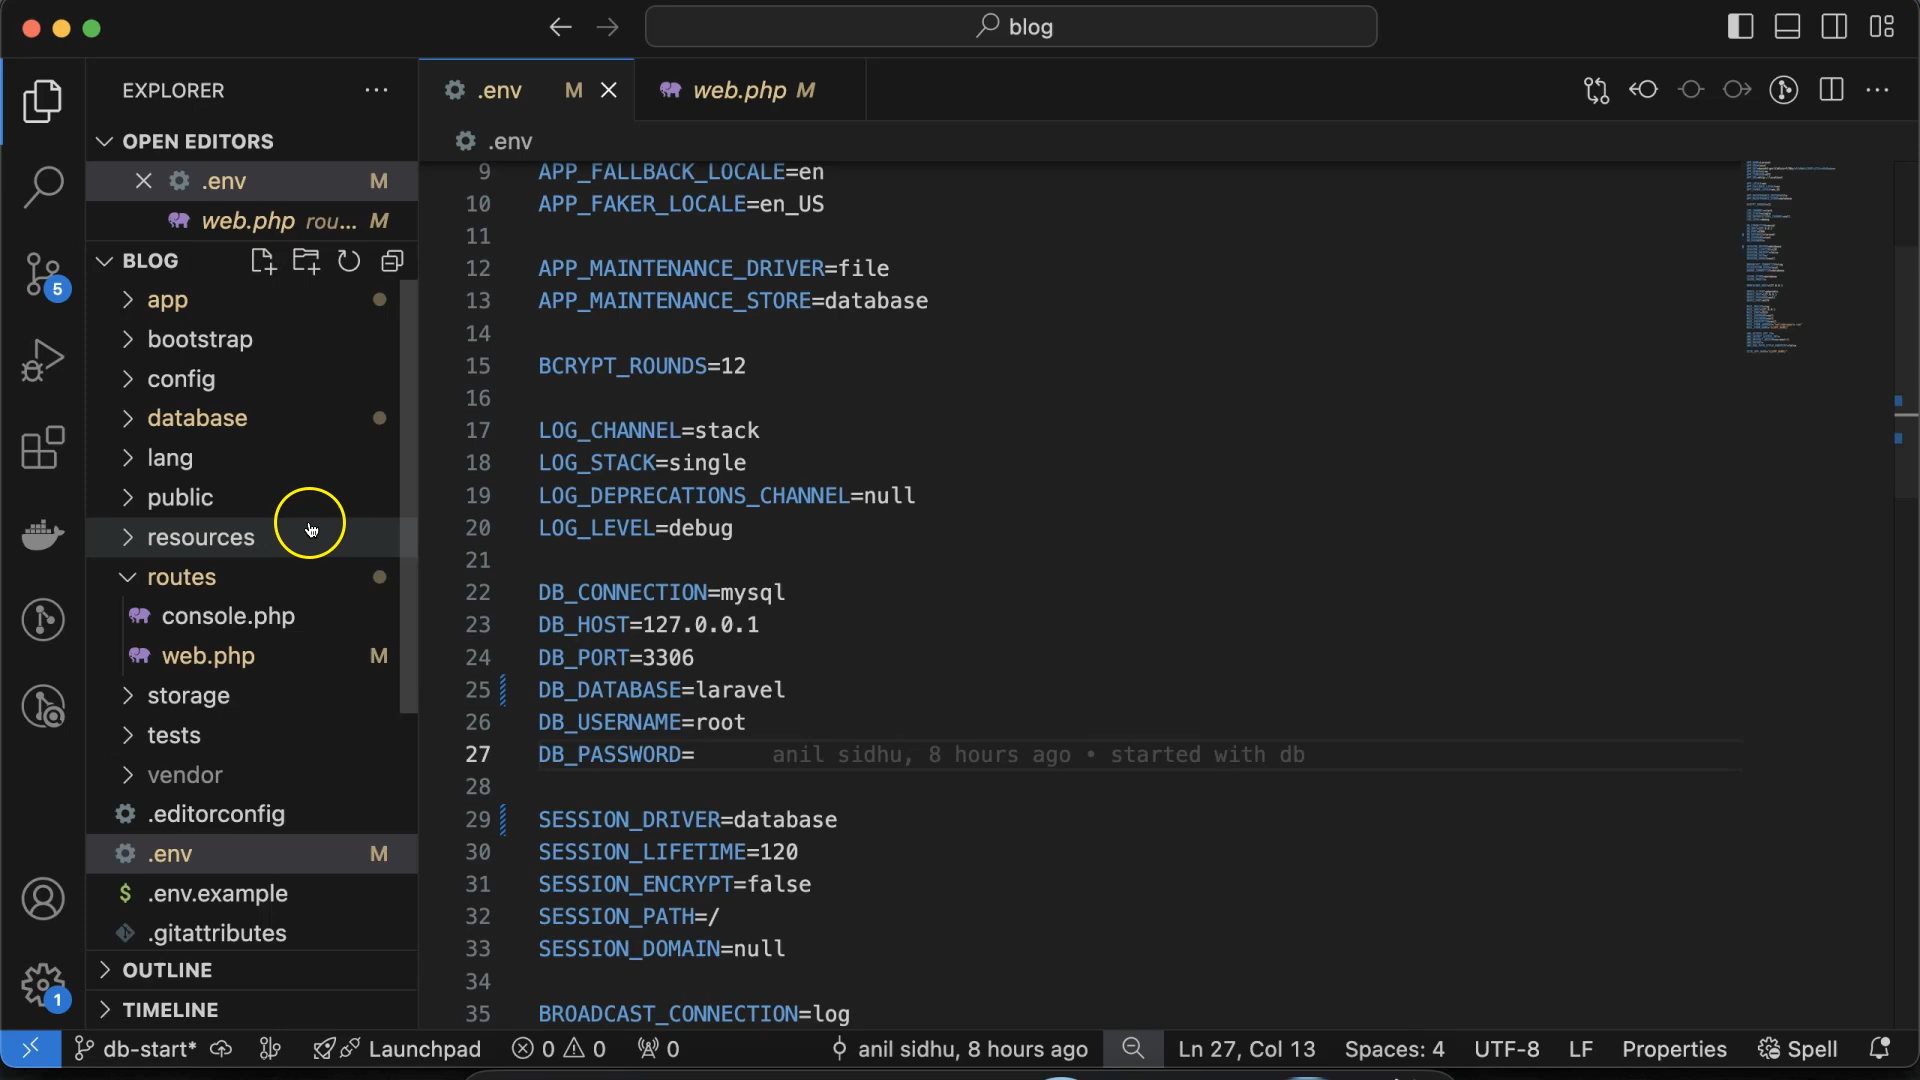 blog
EXPLORER
OPEN EDITORS
.env M
web.php rou... M
BLOG
app
bootstrap
config
database
lang
public
resources
routes
console.php
web.php M
storage
tests
vendor
.editorconfig
.env M
$ .env.example
.gitattributes
OUTLINE
TIMELINE
5
1
.env M
web.php M
.env
9 APP_FALLBACK_LOCALE=en
10 APP_FAKER_LOCALE=en_US
11
12 APP_MAINTENANCE_DRIVER=file
13 APP_MAINTENANCE_STORE=database
14
15 BCRYPT_ROUNDS=12
16
17 LOG_CHANNEL=stack
18 LOG_STACK=single
19 LOG_DEPRECATIONS_CHANNEL=null
20 LOG_LEVEL=debug
21
22 DB_CONNECTION=mysql
23 DB_HOST=127.0.0.1
24 DB_PORT=3306
25 DB_DATABASE=laravel
26 DB_USERNAME=root
27 DB_PASSWORD= anil sidhu, 8 hours ago • started with db
28
29 SESSION_DRIVER=database
30 SESSION_LIFETIME=120
31 SESSION_ENCRYPT=false
32 SESSION_PATH=/
33 SESSION_DOMAIN=null
34
35 BROADCAST_CONNECTION=log
db-start* Launchpad 0 0 0 anil sidhu, 8 hours ago Ln 27, Col 13 Spaces: 4 UTF-8 LF Properties Spell